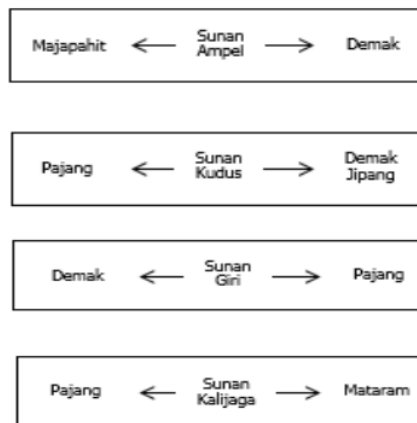 Majapahit
Sunan
Ampel
Demak
Pajang
Sunan
Kudus
Demak
Jipang
Demak
Sunan
Giri
Pajang
Pajang
Sunan
Kalijaga
Mataram